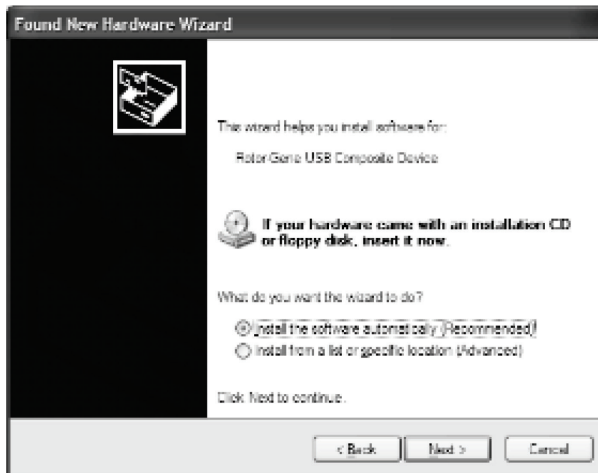 Found New Hardware Wizard
This wizard helps you install software for:
Rotor-Gene USB Composite Device
If your hardware came with an installation CD
or floppy disk, insert it now.
What do you want the wizard to do?
Install the software automatically (Recommended)
Install from a list or specific location (Advanced)
Click Next to continue.
< Back
Next >
Cancel